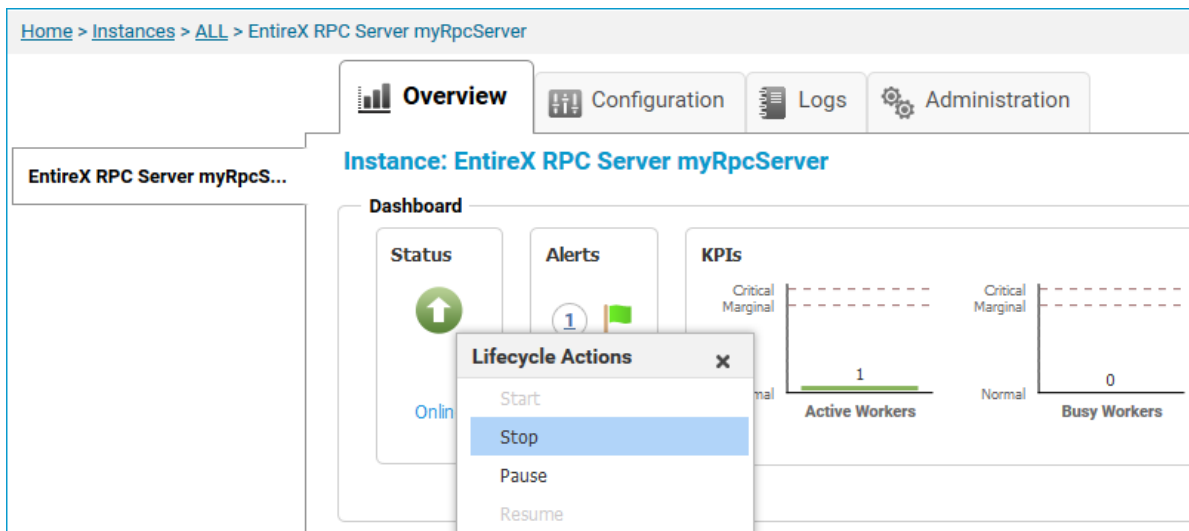 Home > Instances > ALL > EntireX RPC Server myRpcServer
Overview
Configuration
Logs
Administration
EntireX RPC Server myRpcS...
Instance: EntireX RPC Server myRpcServer
Dashboard
Status
Alerts
KPIs
1
Onlin
Lifecycle Actions
Start
Stop
Pause
Resume
Critical
Marginal
mal
1
Active Workers
Critical
Marginal
Normal
0
Busy Workers